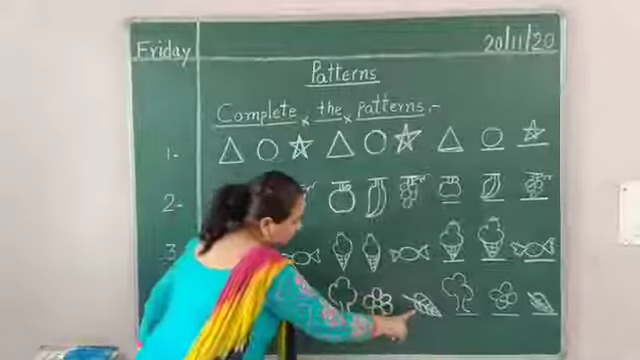 Friday
20/11/20
Patterns
Complete the patterns.-
1-
2-
3